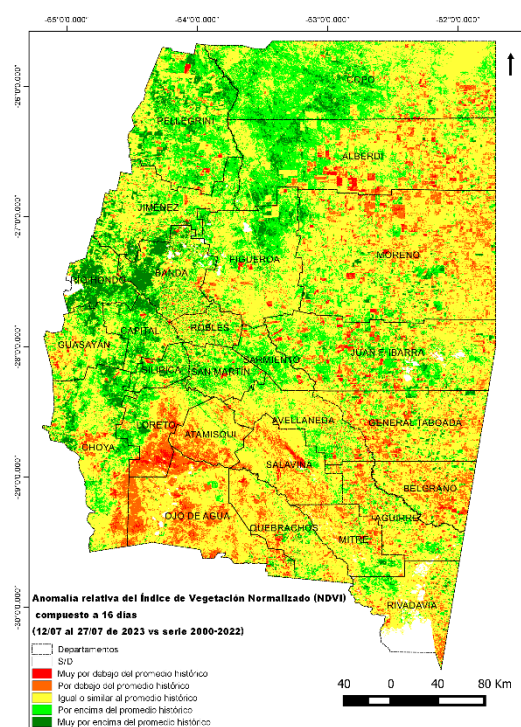 -65°0'0.000" -64°0'0.000" -63°0'0.000" -62°0'0.000"
-26°0'0.000"
COPO
PELLEGRINI
ALBERDI
-27°0'0.000"
JIMÉNEZ
MORENO
FIGUEROA
RIO HONDO
BANDA
-28°0'0.000"
CAPITAL
ROBLES
GUASAYÁN
SARMIENTO
JUAN F. IBARRA
SILIPICA
SAN MARTÍN
LORETO
AVELLANEDA
GENERAL TABOADA
ATAMISQUI
CHOYA
SALAVINA
-29°0'0.000"
BELGRANO
OJO DE AGUA
AGUIRRE
QUEBRACHOS
MITRE
RIVADAVIA
-30°0'0.000"
Anomalía relativa del Índice de Vegetación Normalizado (NDVI)
compuesto a 16 días
(12/07 al 27/07 de 2023 vs serie 2000-2022)
Departamentos
S/D
Muy por debajo del promedio histórico
Por debajo del promedio histórico
Igual o similar al promedio histórico
Por encima del promedio histórico
Muy por encima del promedio histórico
40 0 40 80 Km